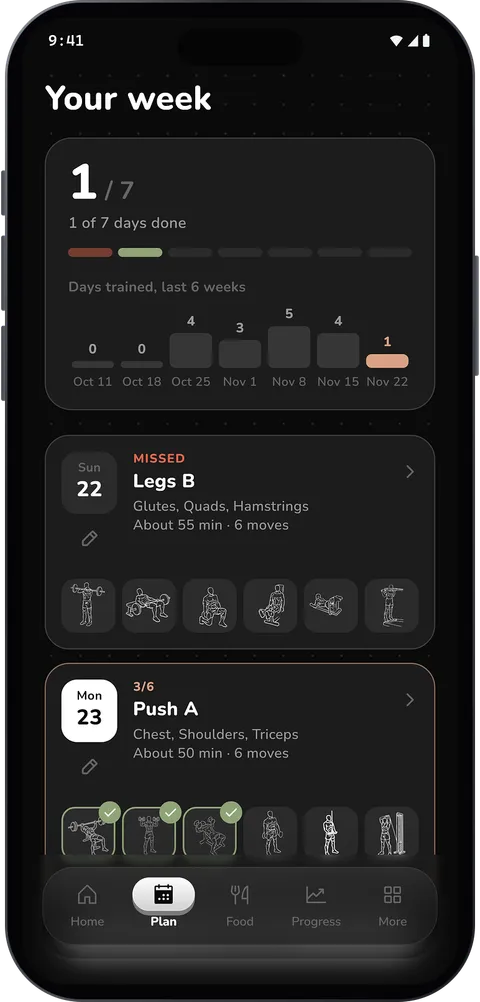 9:41
Your week
1 / 7
1 of 7 days done
Days trained, last 6 weeks
0 0 4 3 5 4 1
Oct 11 Oct 18 Oct 25 Nov 1 Nov 8 Nov 15 Nov 22
Sun
22
MISSED
Legs B
Glutes, Quads, Hamstrings
About 55 min · 6 moves
Mon
23
3/6
Push A
Chest, Shoulders, Triceps
About 50 min · 6 moves
Home Plan Food Progress More